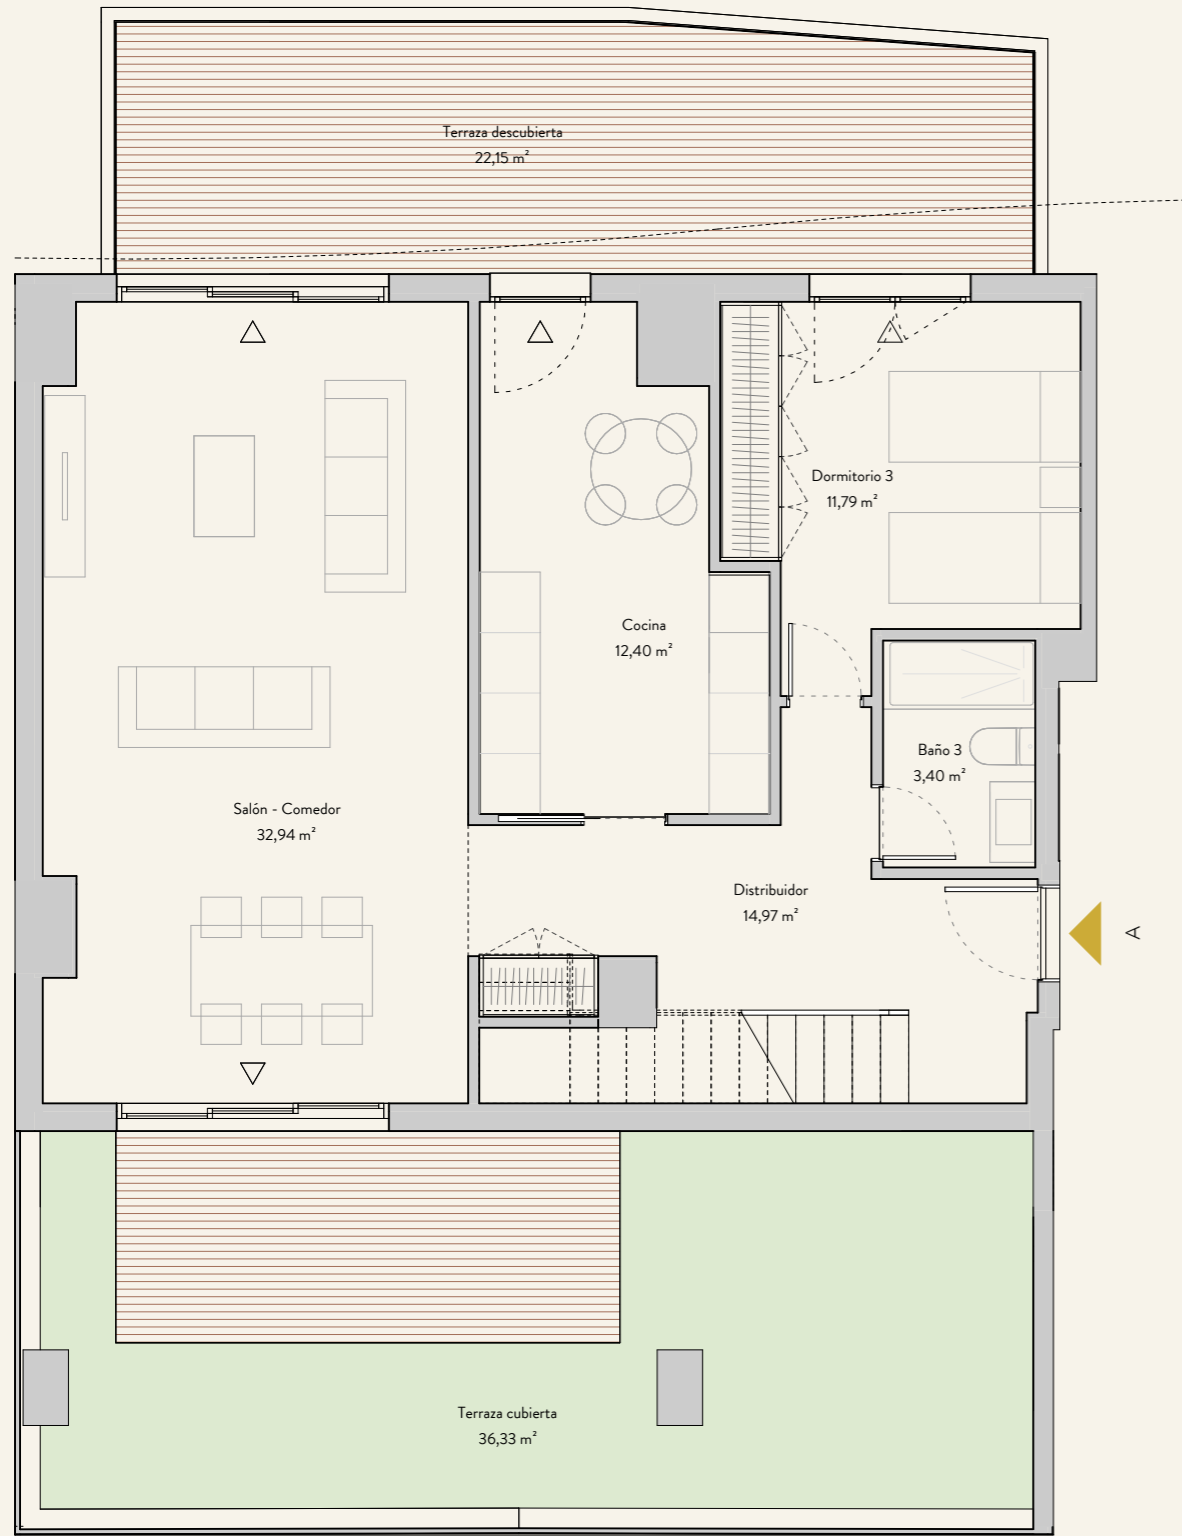 Terraza descubierta
22,15 m²
Dormitorio 3
11,79 m²
Cocina
12,40 m²
Baño 3
3,40 m²
Salón - Comedor
32,94 m²
Distribuidor
14,97 m²
A
Terraza cubierta
36,33 m²